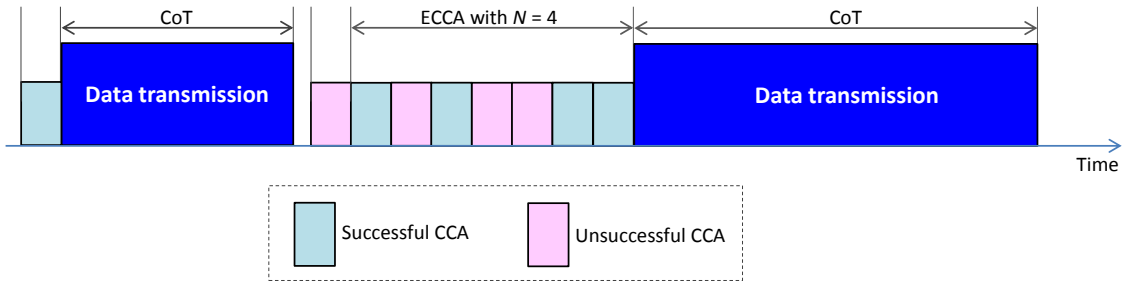 CoT
ECCA with N = 4
CoT
Data transmission
Data transmission
Time
Successful CCA
Unsuccessful CCA